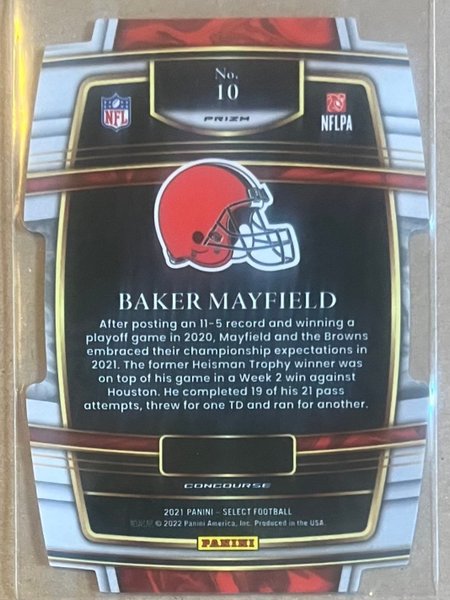 No.
10
PRIZM
NFL
NFLPA
BAKER MAYFIELD
After posting an 11-5 record and winning a
playoff game in 2020, Mayfield and the Browns
embraced their championship expectations in
2021. The former Heisman Trophy winner was
on top of his game in a Week 2 win against
Houston. He completed 19 of his 21 pass
attempts, threw for one TD and ran for another.
CONCOURSE
2021 PANINI - SELECT FOOTBALL
© 2022 Panini America, Inc. Produced in the USA.
PANINI